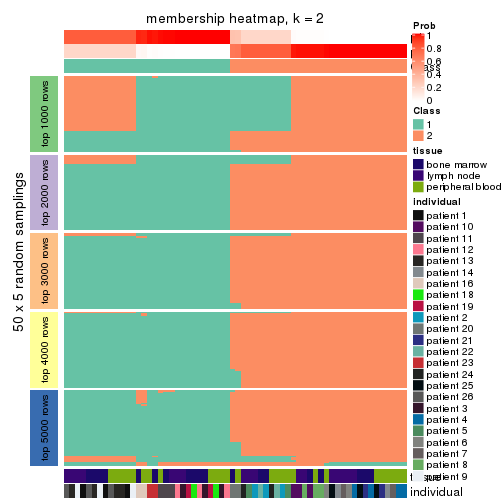 membership heatmap, k = 2
50 x 5 random samplings
top 1000 rows
top 2000 rows
top 3000 rows
top 4000 rows
top 5000 rows
Prob
1
0.8
0.6
0.4
0.2
0
Class
1
2
tissue
bone marrow
lymph node
peripheral blood
individual
patient 1
patient 10
patient 11
patient 12
patient 13
patient 14
patient 16
patient 18
patient 19
patient 2
patient 20
patient 21
patient 22
patient 23
patient 24
patient 25
patient 26
patient 3
patient 4
patient 5
patient 6
patient 7
patient 8
patient 9
individual